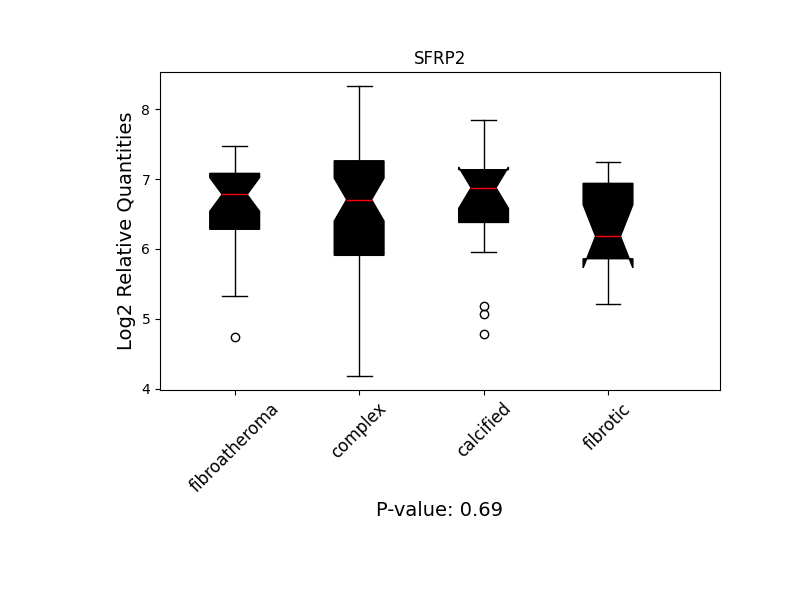 SFRP2
Log2 Relative Quantities
8
7
6
5
4
fibroatheroma
complex
calcified
fibrotic
P-value: 0.69